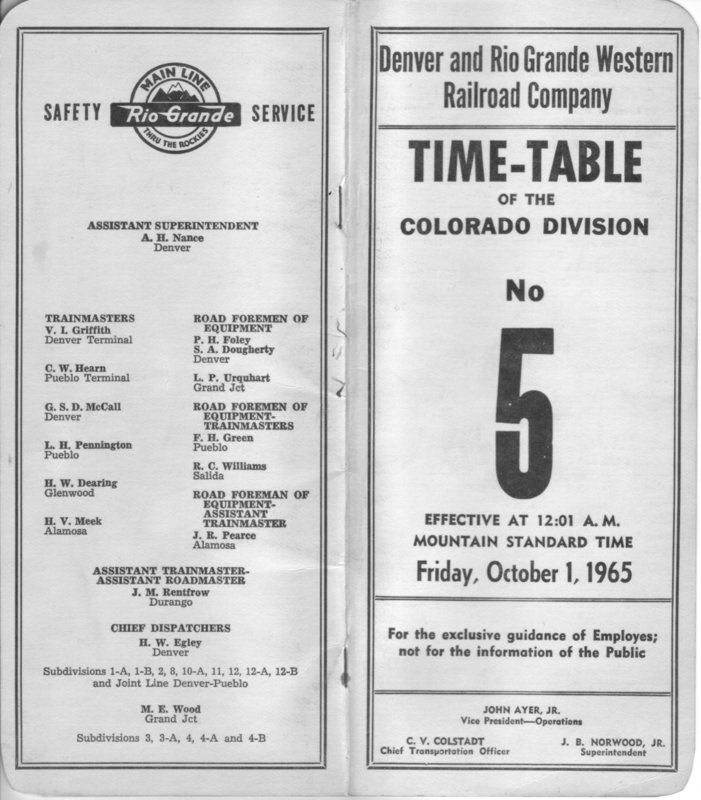 MAIN LINE
SAFETY Rio Grande SERVICE
THRU THE ROCKIES
ASSISTANT SUPERINTENDENT
A. H. Nance
Denver
TRAINMASTERS
V. I. Griffith
Denver Terminal
C. W. Hearn
Pueblo Terminal
G. S. D. McCall
Denver
L. H. Pennington
Pueblo
H. W. Dearing
Glenwood
H. V. Meek
Alamosa
ROAD FOREMEN OF
EQUIPMENT
P. H. Foley
S. A. Dougherty
Denver
L. P. Urquhart
Grand Jct
ROAD FOREMEN OF
EQUIPMENT-
TRAINMASTERS
F. H. Green
Pueblo
R. C. Williams
Salida
ROAD FOREMAN OF
EQUIPMENT-
ASSISTANT
TRAINMASTER
J. R. Pearce
Alamosa
ASSISTANT TRAINMASTER-
ASSISTANT ROADMASTER
J. M. Rentfrow
Durango
CHIEF DISPATCHERS
H. W. Egley
Denver
Subdivisions 1-A, 1-B, 2, 8, 10-A, 11, 12, 12-A, 12-B
and Joint Line Denver-Pueblo
M. E. Wood
Grand Jct
Subdivisions 3, 3-A, 4, 4-A and 4-B
Denver and Rio Grande Western
Railroad Company
TIME-TABLE
OF THE
COLORADO DIVISION
No
5
EFFECTIVE AT 12:01 A. M.
MOUNTAIN STANDARD TIME
Friday, October 1, 1965
For the exclusive guidance of Employes;
not for the information of the Public
JOHN AYER, JR.
Vice President—Operations
C. V. COLSTADT J. B. NORWOOD, JR.
Chief Transportation Officer Superintendent